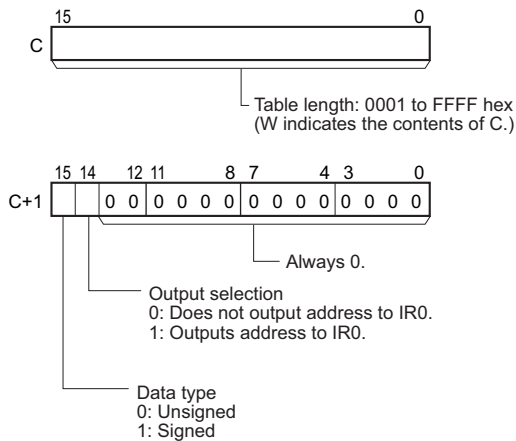 15 0
C
Table length: 0001 to FFFF hex
(W indicates the contents of C.)
15 14 12 11 8 7 4 3 0
C+1 0 0 0 0 0 0 0 0 0 0 0 0 0 0
Always 0.
Output selection
0: Does not output address to IR0.
1: Outputs address to IR0.
Data type
0: Unsigned
1: Signed